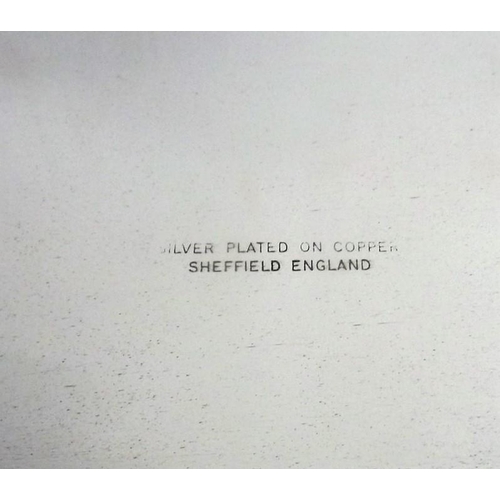 SILVER PLATED ON COPPER
SHEFFIELD ENGLAND